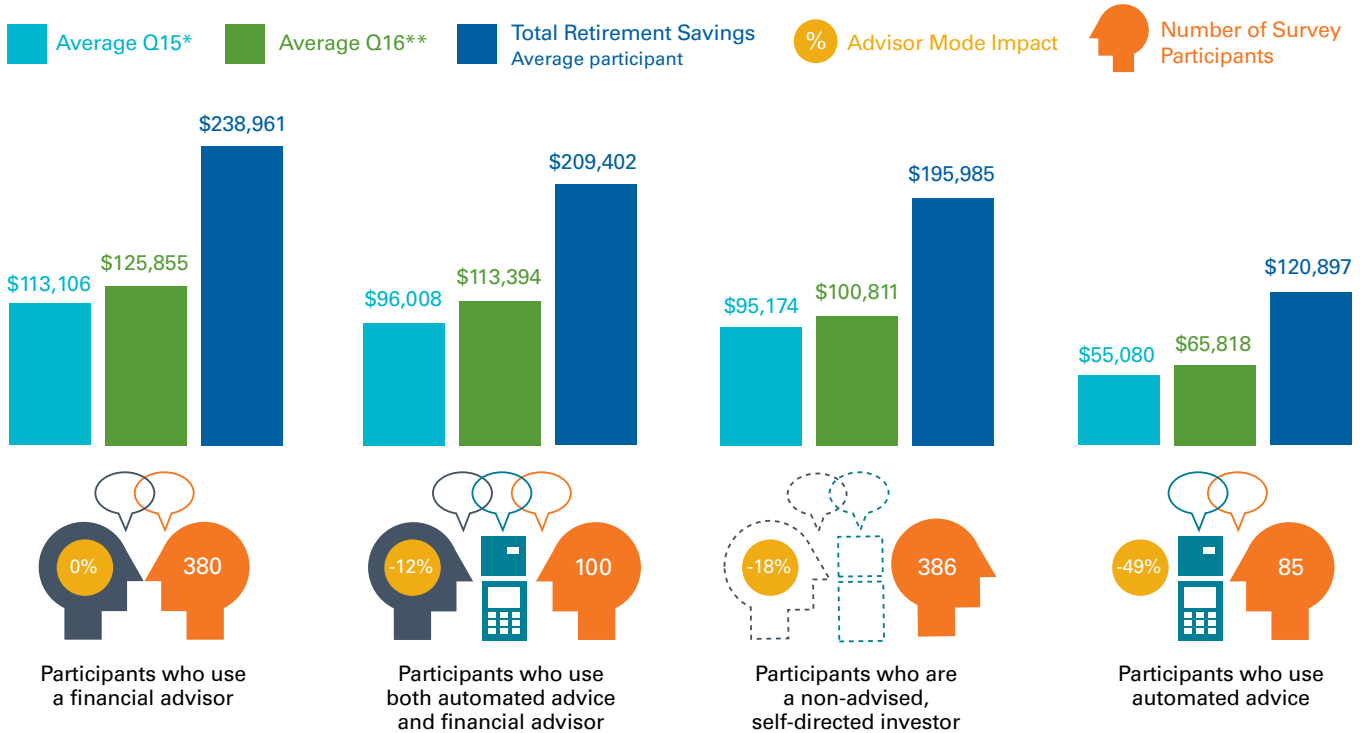 Average Q15*
Average Q16**
Total Retirement Savings
Average participant
% Advisor Mode Impact
Number of Survey
Participants
$113,106
$125,855
$238,961
$96,008
$113,394
$209,402
$95,174
$100,811
$195,985
$55,080
$65,818
$120,897
0%
380
-12%
100
-18%
386
-49%
85
Participants who use
a financial advisor
Participants who use
both automated advice
and financial advisor
Participants who are
a non-advised,
self-directed investor
Participants who use
automated advice